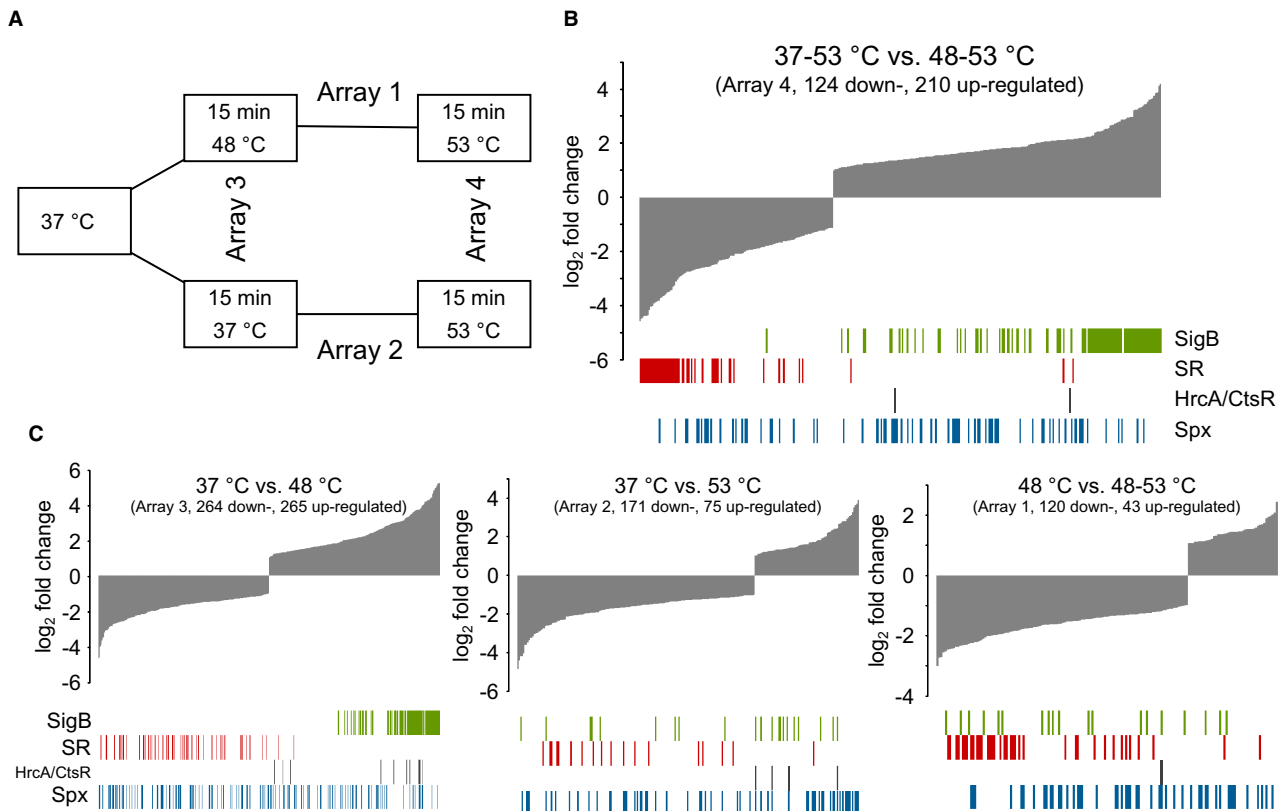 A
37 °C
15 min
48 °C
Array 1
15 min
53 °C
Array 3
Array 4
15 min
37 °C
Array 2
15 min
53 °C
B
37-53 °C vs. 48-53 °C
(Array 4, 124 down-, 210 up-regulated)
log₂ fold change
4
2
0
-2
-4
-6
SigB
SR
HrcA/CtsR
Spx
C
37 °C vs. 48 °C
(Array 3, 264 down-, 265 up-regulated)
log₂ fold change
6
4
2
0
-2
-4
-6
SigB
SR
HrcA/CtsR
Spx
37 °C vs. 53 °C
(Array 2, 171 down-, 75 up-regulated)
log₂ fold change
4
2
0
-2
-4
-6
48 °C vs. 48-53 °C
(Array 1, 120 down-, 43 up-regulated)
log₂ fold change
2
0
-2
-4